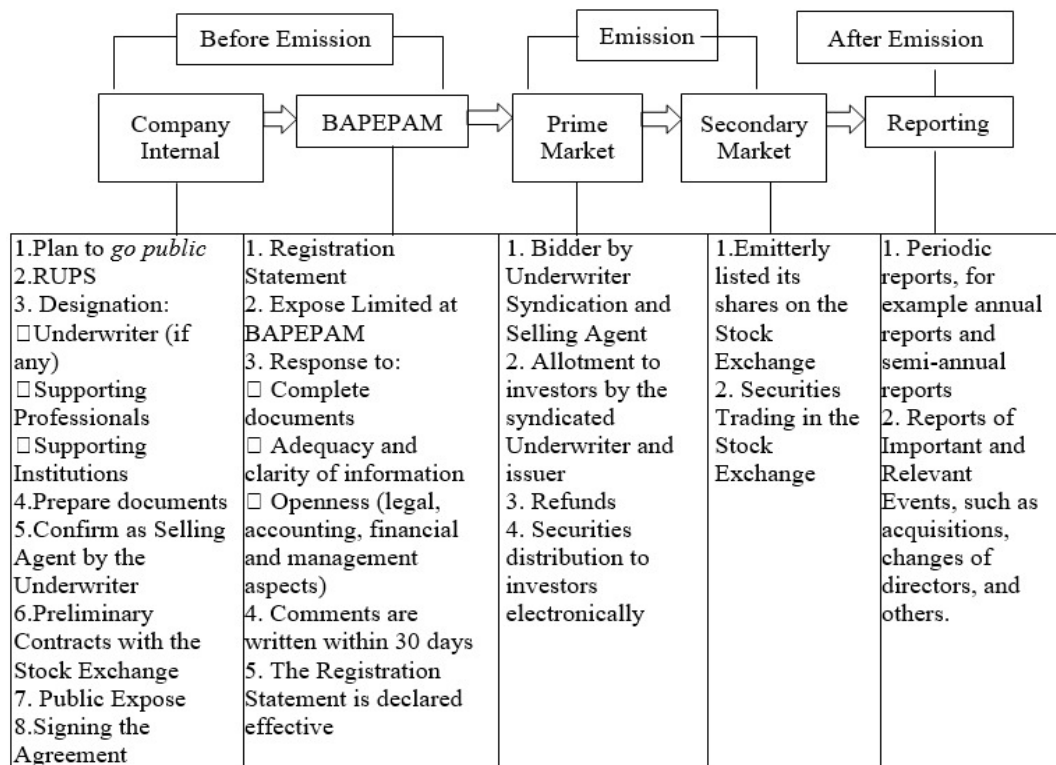 Before Emission
Emission
After Emission
Company
Internal
BAPEPAM
Prime
Market
Secondary
Market
Reporting
1.Plan to go public
2.RUPS
3. Designation:
□Underwriter (if
any)
□Supporting
Professionals
□Supporting
Institutions
4.Prepare documents
5.Confirm as Selling
Agent by the
Underwriter
6.Preliminary
Contracts with the
Stock Exchange
7. Public Expose
8.Signing the
Agreement
1. Registration
Statement
2. Expose Limited at
BAPEPAM
3. Response to:
□ Complete
documents
□ Adequacy and
clarity of information
□ Openness (legal,
accounting, financial
and management
aspects)
4. Comments are
written within 30 days
5. The Registration
Statement is declared
effective
1. Bidder by
Underwriter
Syndication and
Selling Agent
2. Allotment to
investors by the
syndicated
Underwriter and
issuer
3. Refunds
4. Securities
distribution to
investors
electronically
1.Emitterly
listed its
shares on the
Stock
Exchange
2. Securities
Trading in the
Stock
Exchange
1. Periodic
reports, for
example annual
reports and
semi-annual
reports
2. Reports of
Important and
Relevant
Events, such as
acquisitions,
changes of
directors, and
others.